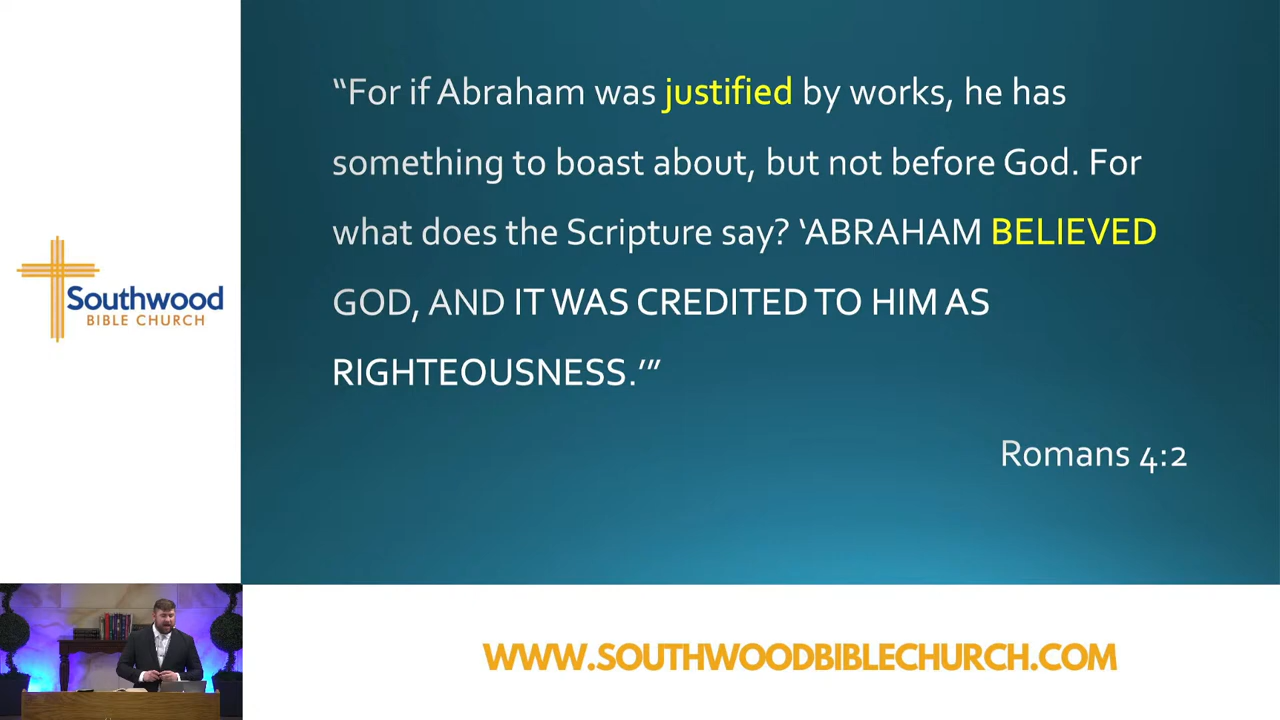 “For if Abraham was justified by works, he has
something to boast about, but not before God. For
what does the Scripture say? ‘ABRAHAM BELIEVED
GOD, AND IT WAS CREDITED TO HIM AS
RIGHTEOUSNESS.’”
Romans 4:2
Southwood
BIBLE CHURCH
WWW.SOUTHWOODBIBLECHURCH.COM